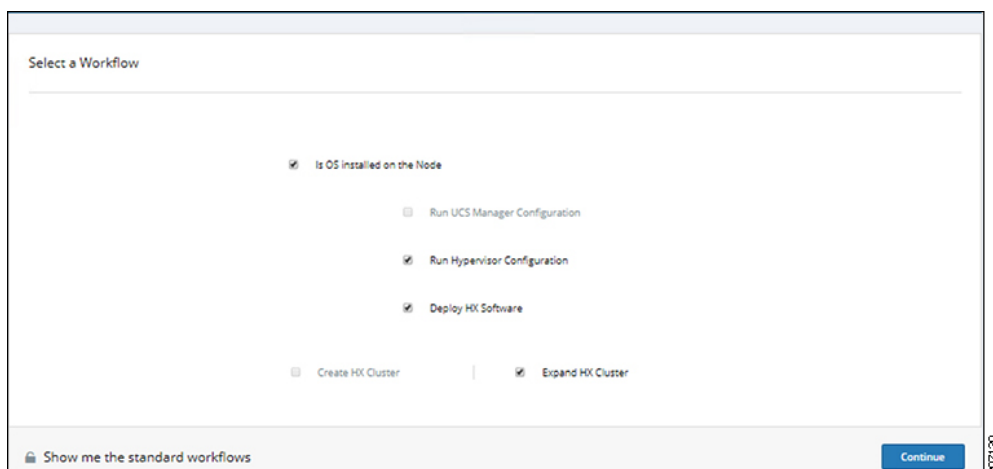 Select a Workflow
Is OS installed on the Node
Run UCS Manager Configuration
Run Hypervisor Configuration
Deploy HX Software
Create HX Cluster
Expand HX Cluster
Show me the standard workflows
Continue